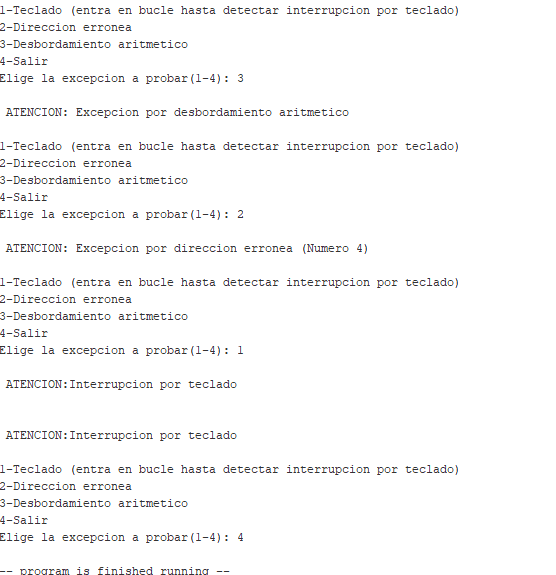 1-Teclado (entra en bucle hasta detectar interrupcion por teclado)
2-Direccion erronea
3-Desbordamiento aritmetico
4-Salir
Elige la excepcion a probar(1-4): 3
ATENCION: Excepcion por desbordamiento aritmetico
1-Teclado (entra en bucle hasta detectar interrupcion por teclado)
2-Direccion erronea
3-Desbordamiento aritmetico
4-Salir
Elige la excepcion a probar(1-4): 2
ATENCION: Excepcion por direccion erronea (Numero 4)
1-Teclado (entra en bucle hasta detectar interrupcion por teclado)
2-Direccion erronea
3-Desbordamiento aritmetico
4-Salir
Elige la excepcion a probar(1-4): 1
ATENCION:Interrupcion por teclado
ATENCION:Interrupcion por teclado
1-Teclado (entra en bucle hasta detectar interrupcion por teclado)
2-Direccion erronea
3-Desbordamiento aritmetico
4-Salir
Elige la excepcion a probar(1-4): 4
-- program is finished running --